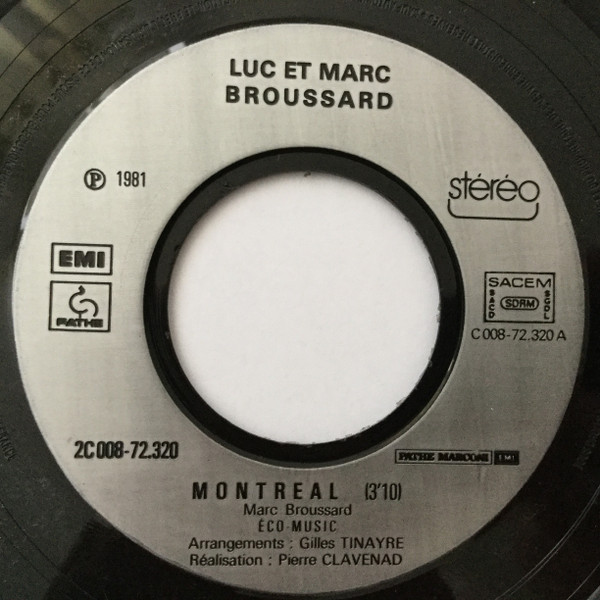 LUC ET MARC
BROUSSARD
Ⓟ 1981
stéréo
EMI
PATHE
SACEM
SACD
SDRM
SGDL
C 008-72.320 A
2C 008-72.320
PATHE MARCONI EMI
MONTREAL (3'10)
Marc Broussard
ÉCO-MUSIC
Arrangements : Gilles TINAYRE
Réalisation : Pierre CLAVENAD